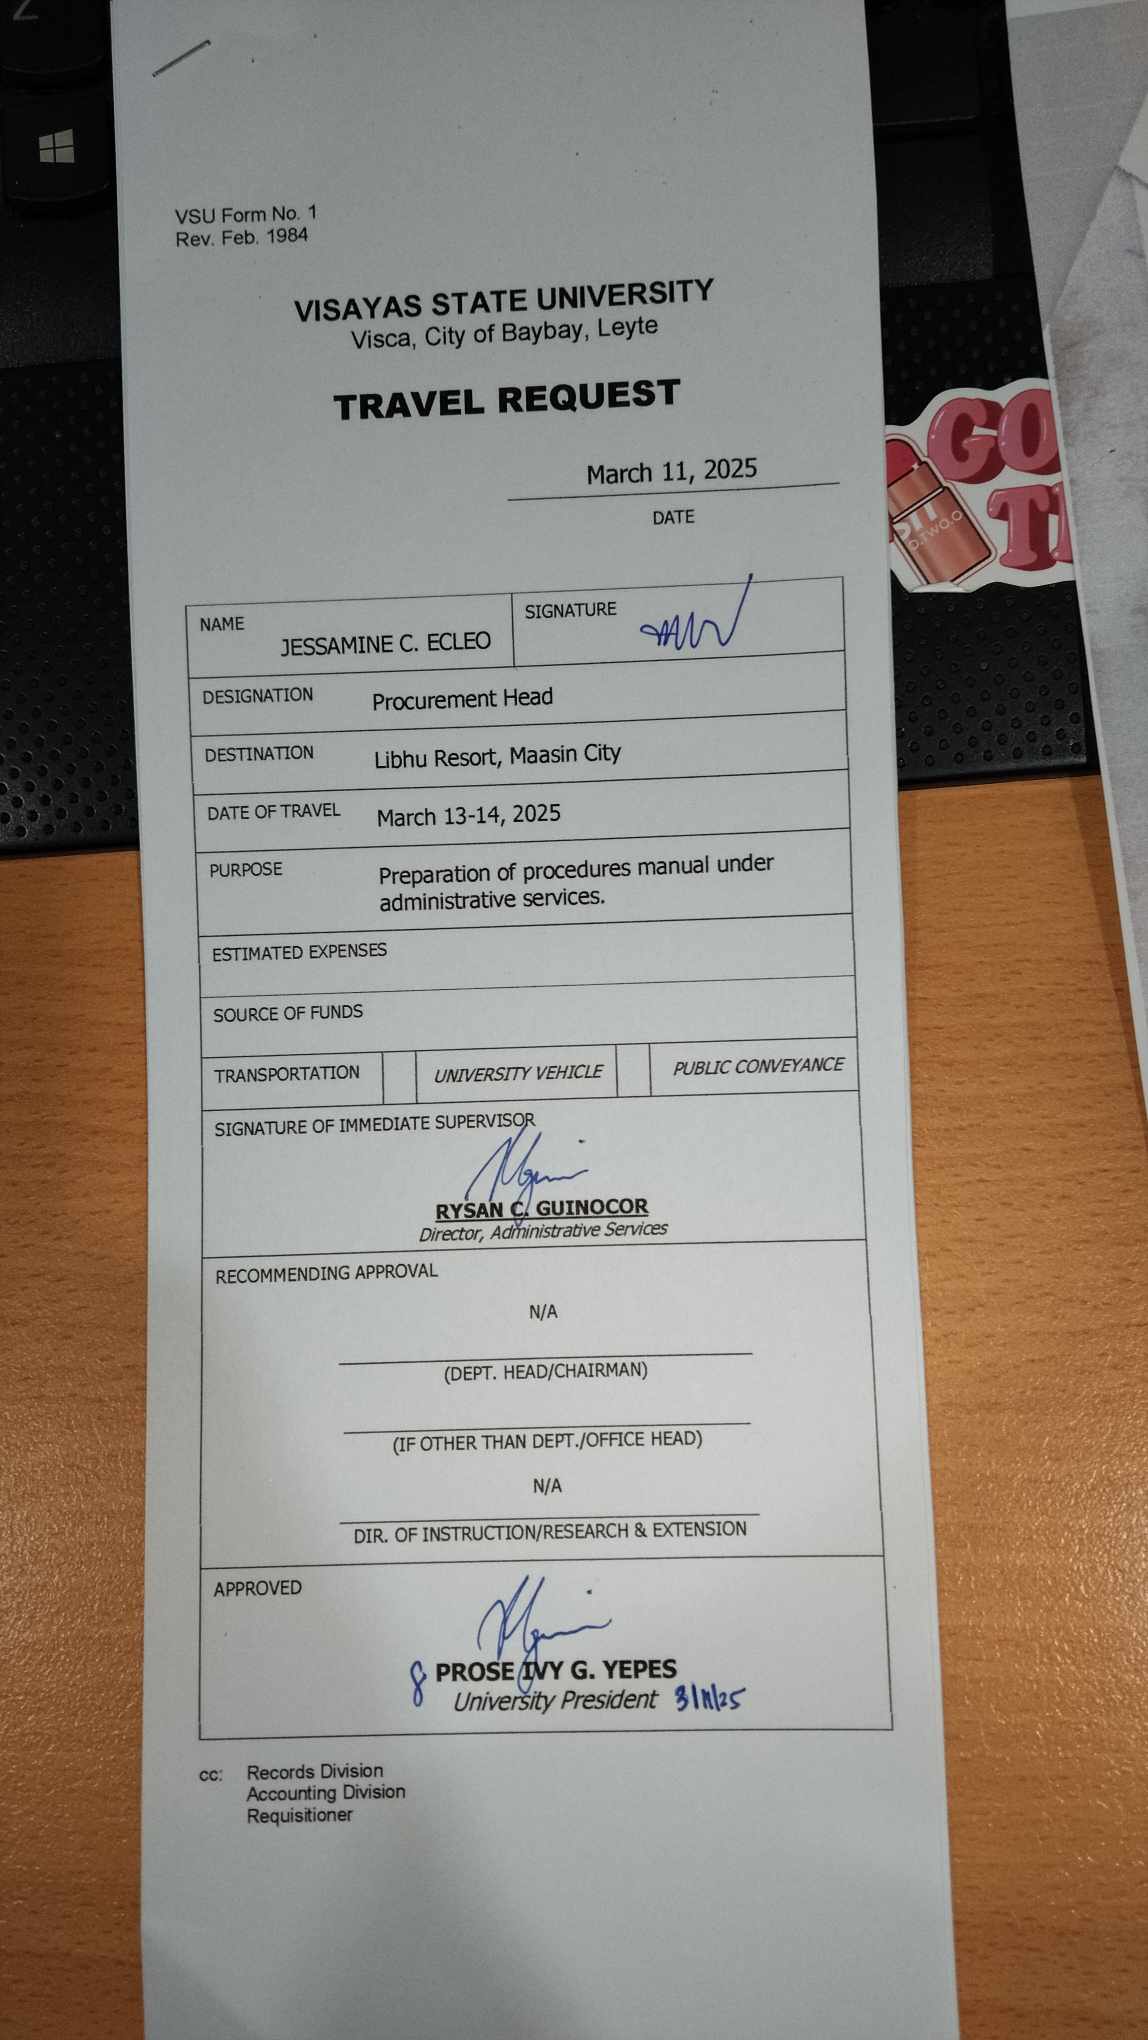 VSU Form No. 1
Rev. Feb. 1984
VISAYAS STATE UNIVERSITY
Visca, City of Baybay, Leyte
TRAVEL REQUEST
March 11, 2025
DATE
NAME
JESSAMINE C. ECLEO
SIGNATURE
DESIGNATION Procurement Head
DESTINATION Libhu Resort, Maasin City
DATE OF TRAVEL March 13-14, 2025
PURPOSE Preparation of procedures manual under
administrative services.
ESTIMATED EXPENSES
SOURCE OF FUNDS
TRANSPORTATION UNIVERSITY VEHICLE PUBLIC CONVEYANCE
SIGNATURE OF IMMEDIATE SUPERVISOR
RYSAN C. GUINOCOR
Director, Administrative Services
RECOMMENDING APPROVAL
N/A
(DEPT. HEAD/CHAIRMAN)
(IF OTHER THAN DEPT./OFFICE HEAD)
N/A
DIR. OF INSTRUCTION/RESEARCH & EXTENSION
APPROVED
PROSE IVY G. YEPES
University President 3/11/25
cc: Records Division
Accounting Division
Requisitioner
GO
O.TWO.O